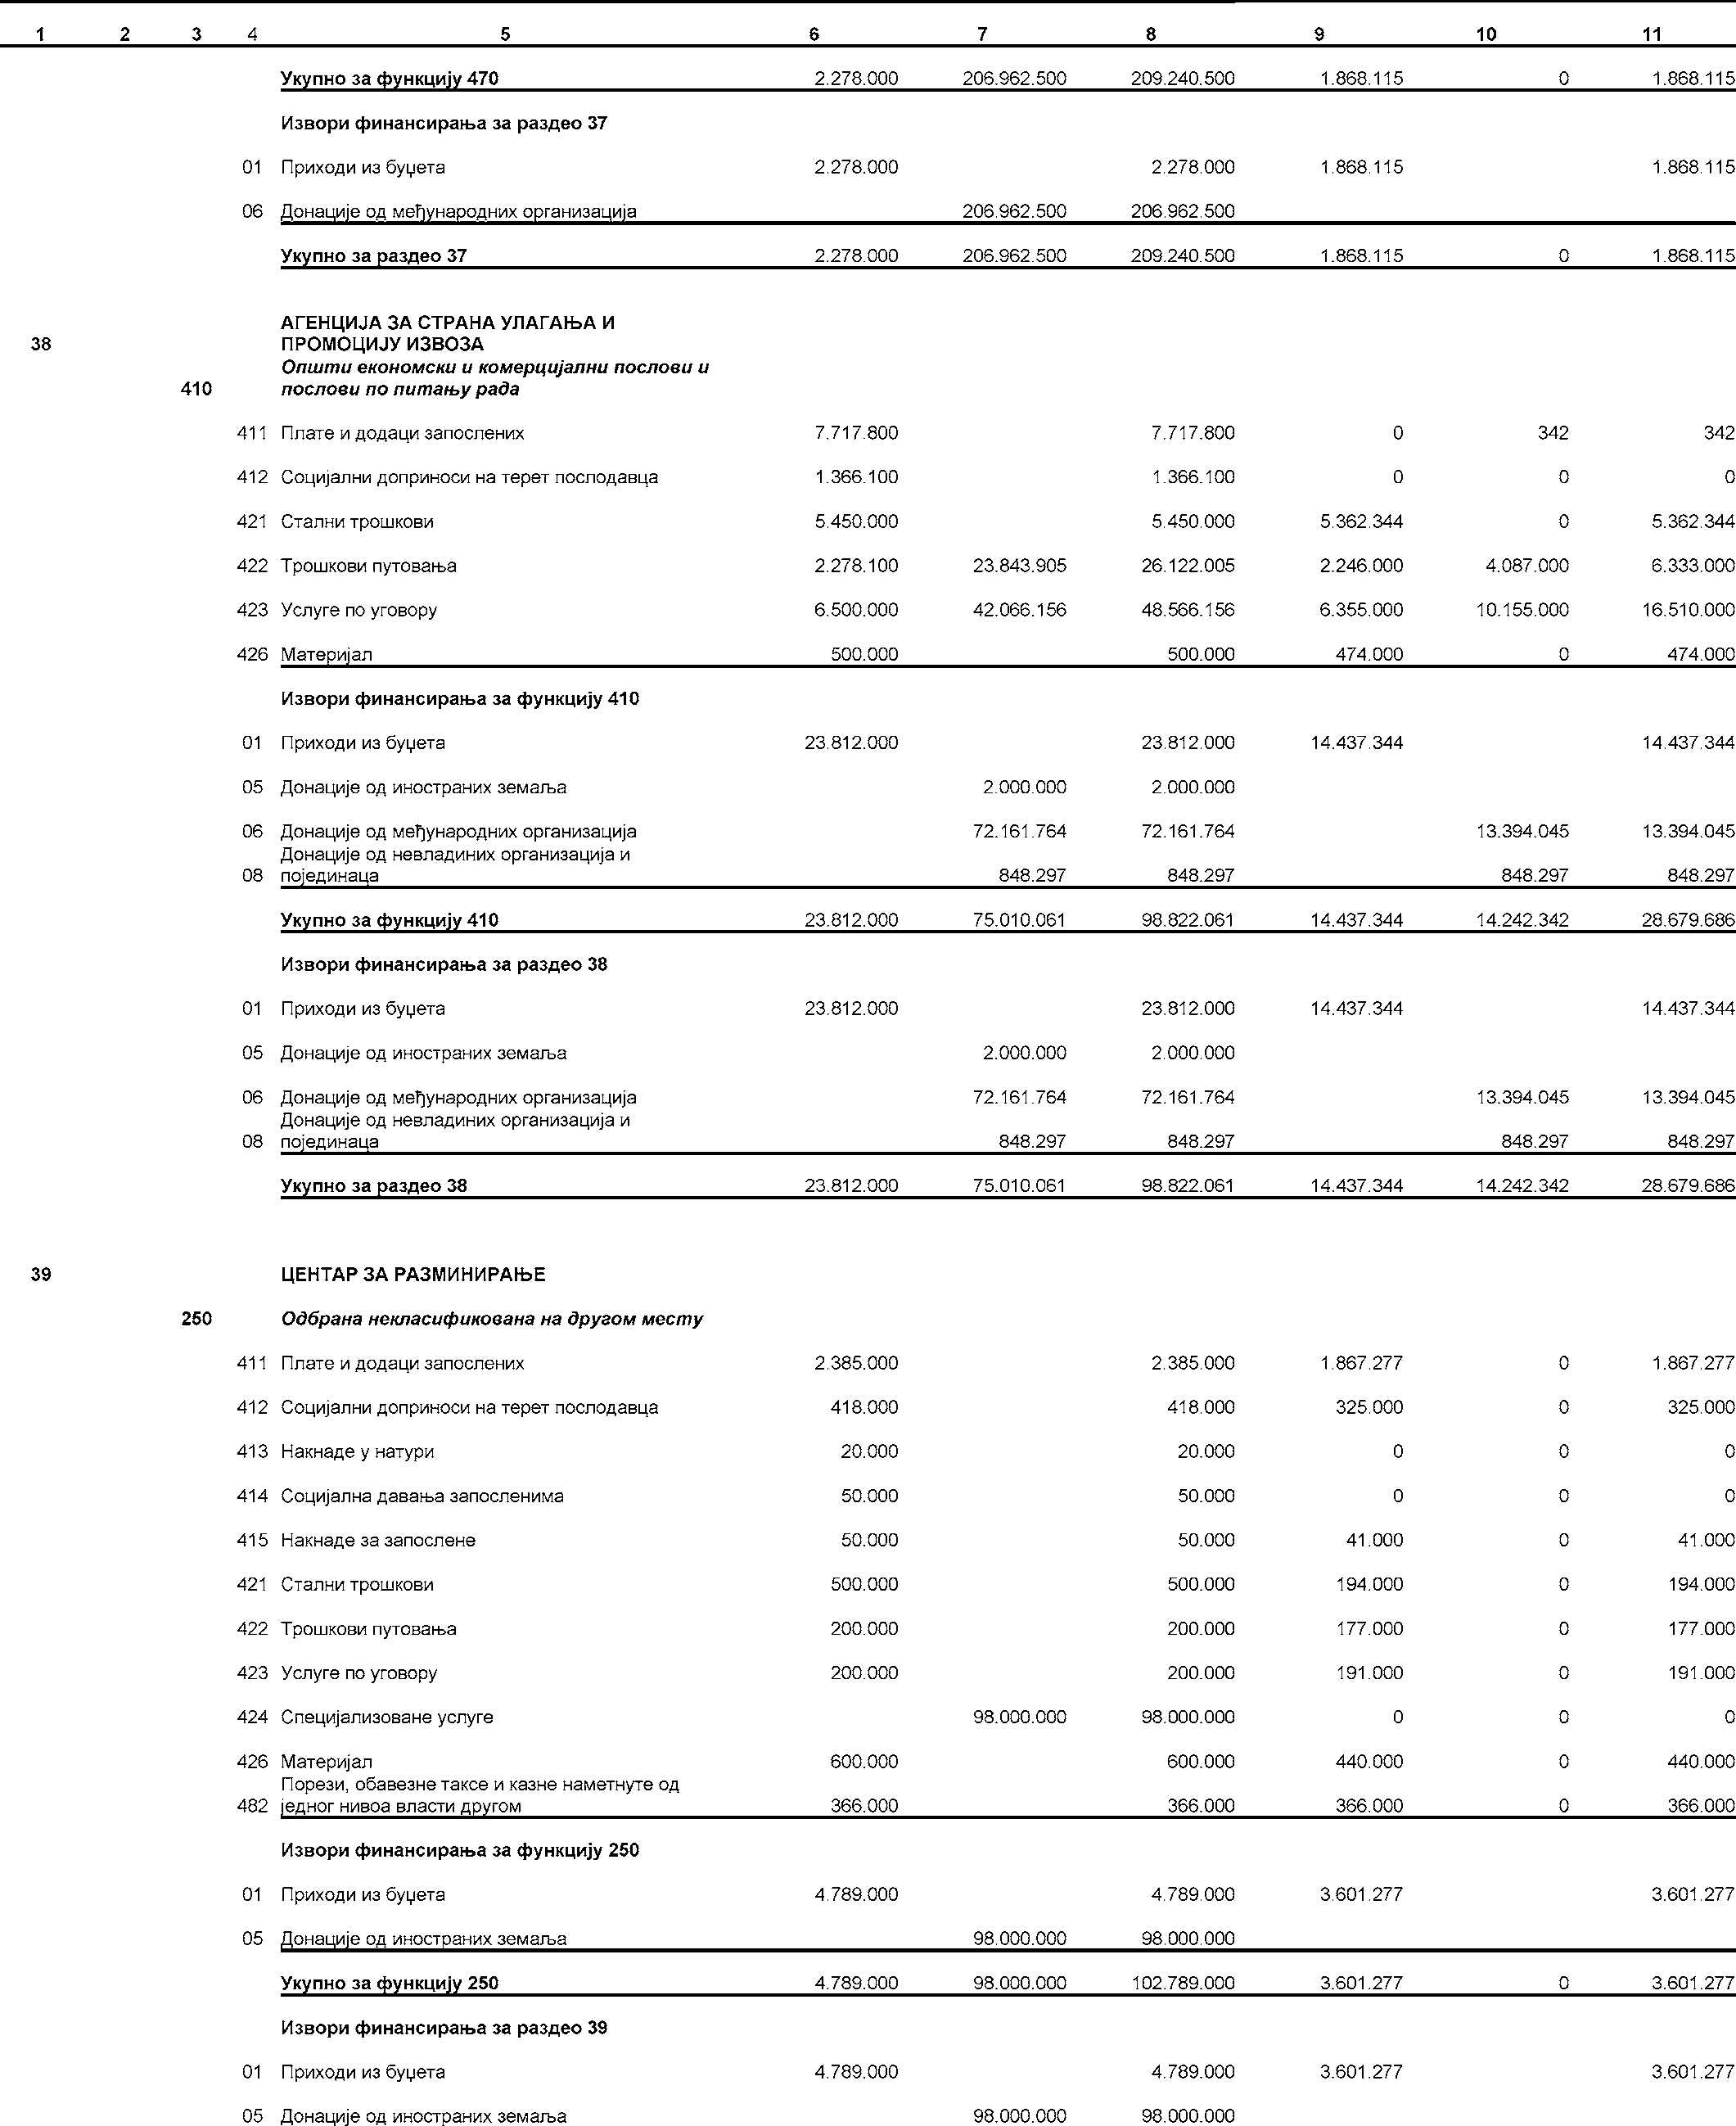 1 2 3 4 5 6 7 8 9 10 11
Укупно за функцију 470 2.278.000 206.962.500 209.240.500 1.868.115 0 1.868.115
Извори финансирања за раздео 37
01 Приходи из буџета 2.278.000 2.278.000 1.868.115 1.868.115
06 Донације од међународних организација 206.962.500 206.962.500
Укупно за раздео 37 2.278.000 206.962.500 209.240.500 1.868.115 0 1.868.115
АГЕНЦИЈА ЗА СТРАНА УЛАГАЊА И
38 ПРОМОЦИЈУ ИЗВОЗА
Општи економски и комерцијални послови и
410 послови по питању рада
411 Плате и додаци запослених 7.717.800 7.717.800 0 342 342
412 Социјални доприноси на терет послодавца 1.366.100 1.366.100 0 0 0
421 Стални трошкови 5.450.000 5.450.000 5.362.344 0 5.362.344
422 Трошкови путовања 2.278.100 23.843.905 26.122.005 2.246.000 4.087.000 6.333.000
423 Услуге по уговору 6.500.000 42.066.156 48.566.156 6.355.000 10.155.000 16.510.000
426 Материјал 500.000 500.000 474.000 0 474.000
Извори финансирања за функцију 410
01 Приходи из буџета 23.812.000 23.812.000 14.437.344 14.437.344
05 Донације од иностраних земаља 2.000.000 2.000.000
06 Донације од међународних организација 72.161.764 72.161.764 13.394.045 13.394.045
Донације од невладиних организација и
08 појединаца 848.297 848.297 848.297 848.297
Укупно за функцију 410 23.812.000 75.010.061 98.822.061 14.437.344 14.242.342 28.679.686
Извори финансирања за раздео 38
01 Приходи из буџета 23.812.000 23.812.000 14.437.344 14.437.344
05 Донације од иностраних земаља 2.000.000 2.000.000
06 Донације од међународних организација 72.161.764 72.161.764 13.394.045 13.394.045
Донације од невладиних организација и
08 појединаца 848.297 848.297 848.297 848.297
Укупно за раздео 38 23.812.000 75.010.061 98.822.061 14.437.344 14.242.342 28.679.686
39 ЦЕНТАР ЗА РАЗМИНИРАЊЕ
250 Одбрана некласификована на другом месту
411 Плате и додаци запослених 2.385.000 2.385.000 1.867.277 0 1.867.277
412 Социјални доприноси на терет послодавца 418.000 418.000 325.000 0 325.000
413 Накнаде у натури 20.000 20.000 0 0 0
414 Социјална давања запосленима 50.000 50.000 0 0 0
415 Накнаде за запослене 50.000 50.000 41.000 0 41.000
421 Стални трошкови 500.000 500.000 194.000 0 194.000
422 Трошкови путовања 200.000 200.000 177.000 0 177.000
423 Услуге по уговору 200.000 200.000 191.000 0 191.000
424 Специјализоване услуге 98.000.000 98.000.000 0 0 0
426 Материјал 600.000 600.000 440.000 0 440.000
Порези, обавезне таксе и казне наметнуте од
482 једног нивоа власти другом 366.000 366.000 366.000 0 366.000
Извори финансирања за функцију 250
01 Приходи из буџета 4.789.000 4.789.000 3.601.277 3.601.277
05 Донације од иностраних земаља 98.000.000 98.000.000
Укупно за функцију 250 4.789.000 98.000.000 102.789.000 3.601.277 0 3.601.277
Извори финансирања за раздео 39
01 Приходи из буџета 4.789.000 4.789.000 3.601.277 3.601.277
05 Донације од иностраних земаља 98.000.000 98.000.000